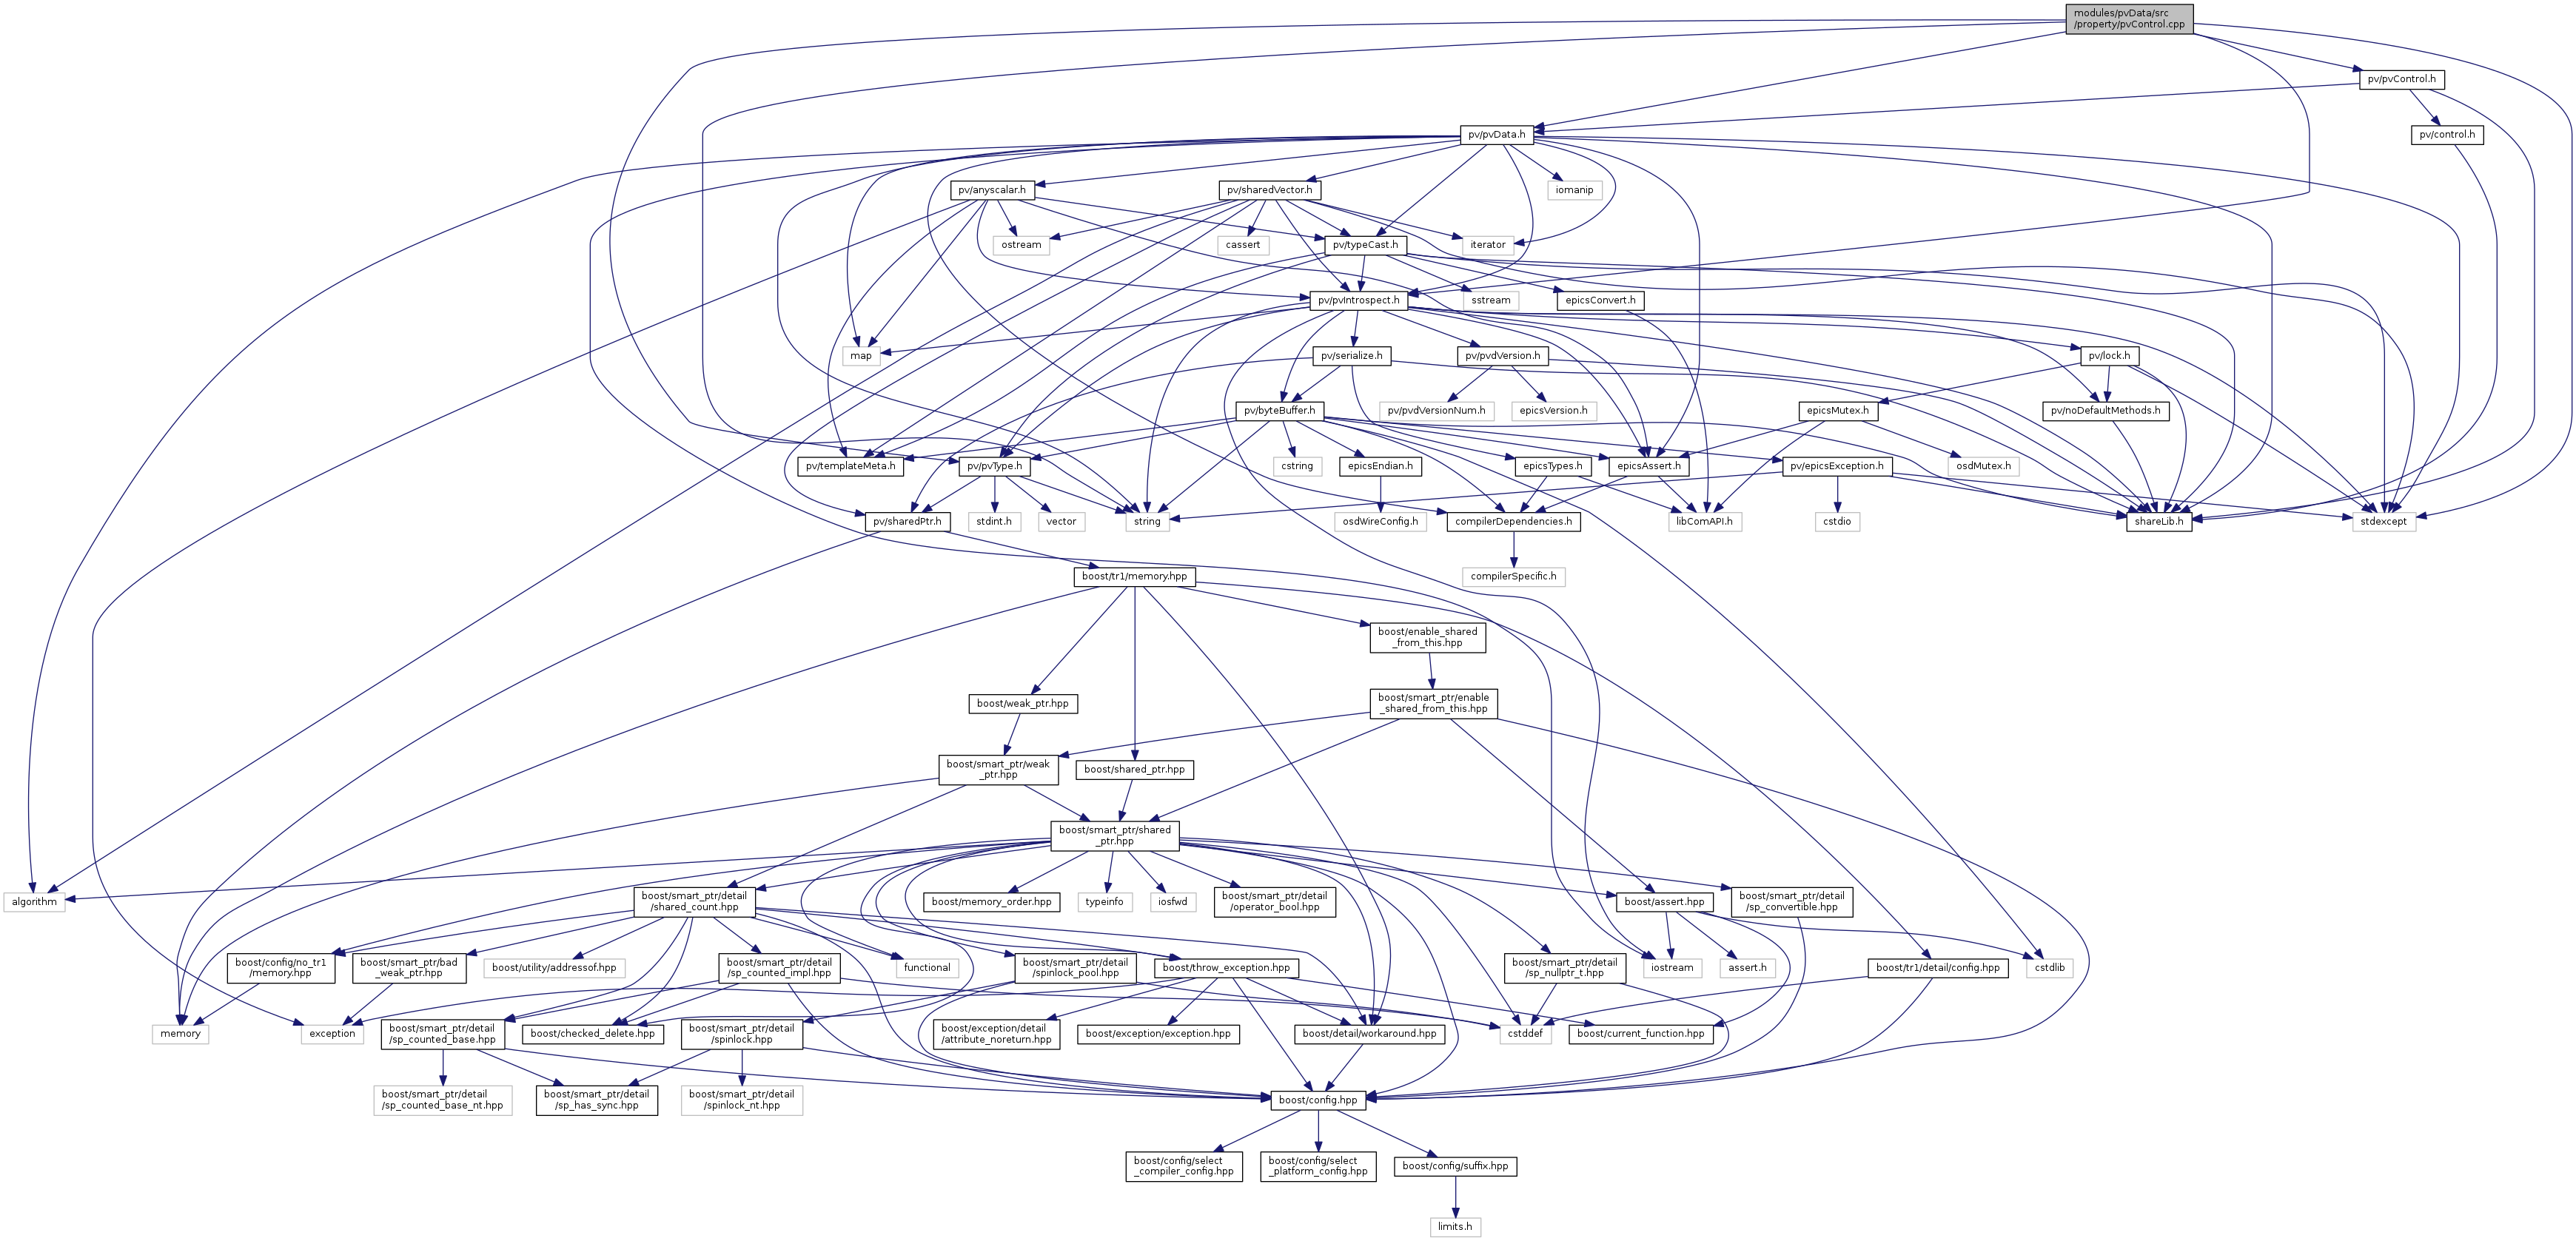 modules/pvData/src
/property/pvControl.cpp
pv/pvControl.h
pv/pvData.h
pv/control.h
pv/anyscalar.h
pv/sharedVector.h
iomanip
ostream
cassert
pv/typeCast.h
iterator
pv/pvIntrospect.h
sstream
epicsConvert.h
map
pv/serialize.h
pv/pvdVersion.h
pv/lock.h
pv/byteBuffer.h
pv/pvdVersionNum.h
epicsVersion.h
epicsMutex.h
pv/noDefaultMethods.h
pv/templateMeta.h
pv/pvType.h
cstring
epicsEndian.h
epicsTypes.h
epicsAssert.h
pv/epicsException.h
osdMutex.h
pv/sharedPtr.h
stdint.h
vector
string
osdWireConfig.h
compilerDependencies.h
libComAPI.h
cstdio
shareLib.h
stdexcept
boost/tr1/memory.hpp
compilerSpecific.h
boost/enable_shared
_from_this.hpp
boost/weak_ptr.hpp
boost/smart_ptr/enable
_shared_from_this.hpp
boost/smart_ptr/weak
_ptr.hpp
boost/shared_ptr.hpp
boost/smart_ptr/shared
_ptr.hpp
algorithm
boost/smart_ptr/detail
/shared_count.hpp
boost/memory_order.hpp
typeinfo
iosfwd
boost/smart_ptr/detail
/operator_bool.hpp
boost/assert.hpp
boost/smart_ptr/detail
/sp_convertible.hpp
boost/config/no_tr1
/memory.hpp
boost/smart_ptr/bad
_weak_ptr.hpp
boost/utility/addressof.hpp
boost/smart_ptr/detail
/sp_counted_impl.hpp
functional
boost/smart_ptr/detail
/spinlock_pool.hpp
boost/throw_exception.hpp
boost/smart_ptr/detail
/sp_nullptr_t.hpp
iostream
assert.h
boost/tr1/detail/config.hpp
cstdlib
memory
exception
boost/smart_ptr/detail
/sp_counted_base.hpp
boost/checked_delete.hpp
boost/smart_ptr/detail
/spinlock.hpp
boost/exception/detail
/attribute_noreturn.hpp
boost/exception/exception.hpp
boost/detail/workaround.hpp
cstddef
boost/current_function.hpp
boost/smart_ptr/detail
/sp_counted_base_nt.hpp
boost/smart_ptr/detail
/sp_has_sync.hpp
boost/smart_ptr/detail
/spinlock_nt.hpp
boost/config.hpp
boost/config/select
_compiler_config.hpp
boost/config/select
_platform_config.hpp
boost/config/suffix.hpp
limits.h